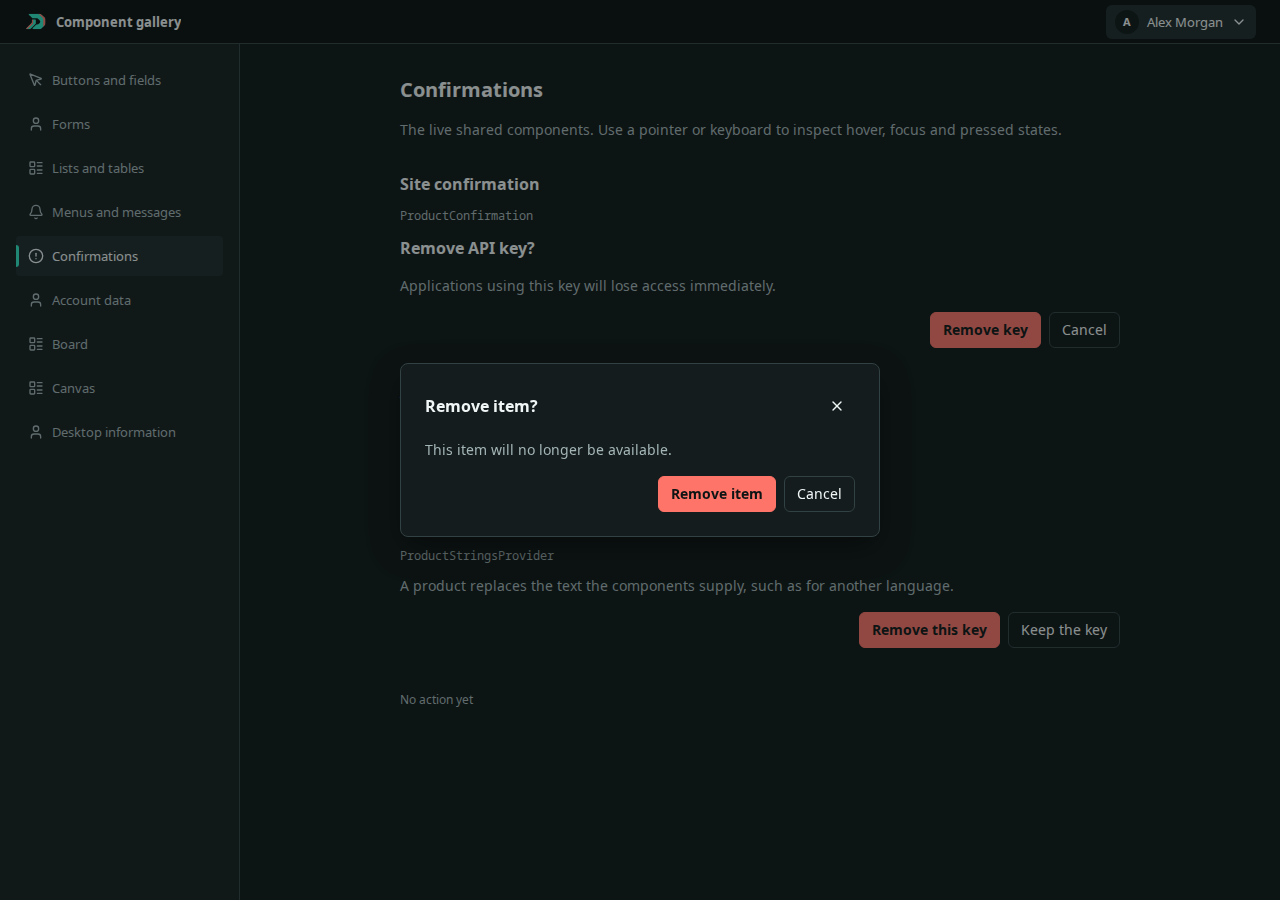 Component gallery
A
Alex Morgan
Buttons and fields
Forms
Lists and tables
Menus and messages
Confirmations
Account data
Board
Canvas
Desktop information
Confirmations
The live shared components. Use a pointer or keyboard to inspect hover, focus and pressed states.
Site confirmation
ProductConfirmation
Remove API key?
Applications using this key will lose access immediately.
Remove key
Cancel
Remove item?
This item will no longer be available.
Remove item
Cancel
ProductStringsProvider
A product replaces the text the components supply, such as for another language.
Remove this key
Keep the key
No action yet